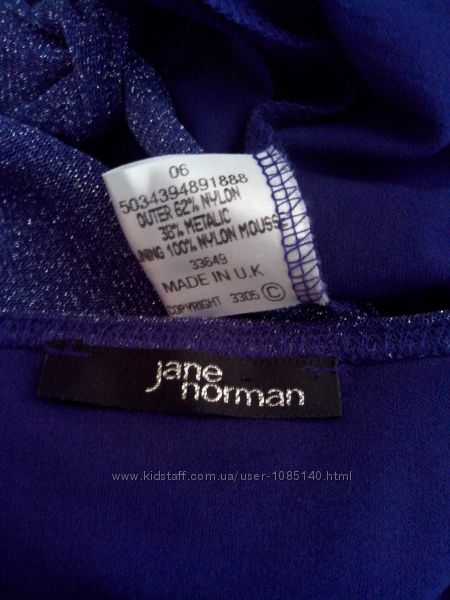 06
5034394891888
OUTER 62% NYLON
38% METALIC
LINING 100% NYLON MOUSSE
33649
MADE IN U.K
COPYRIGHT 3305 ©
jane
norman
www.kidstaff.com.ua/user-1085140.html